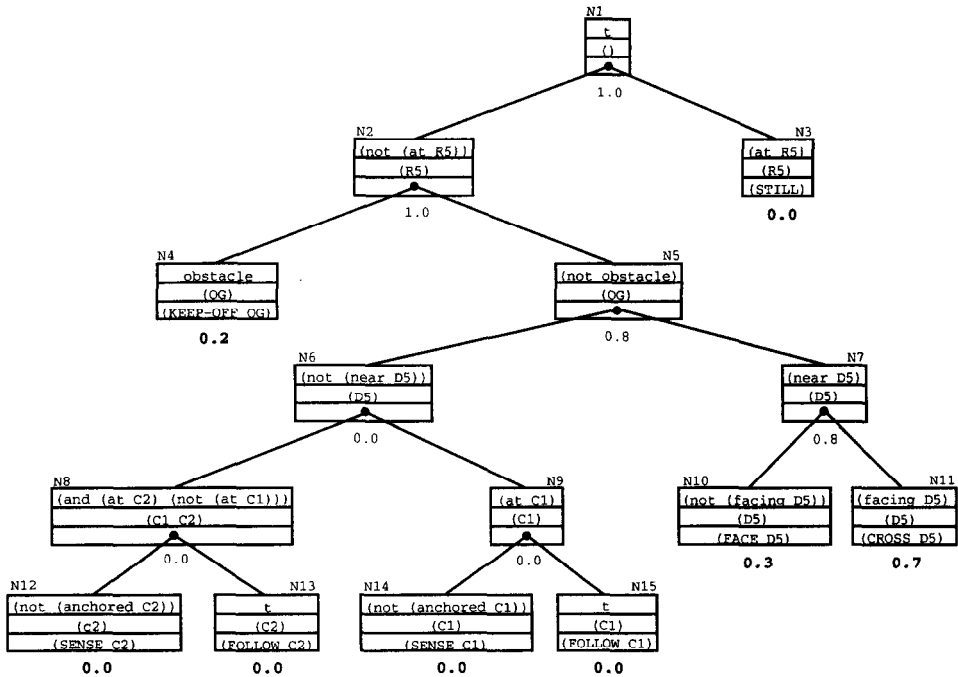 N1
t
()
1.0
N2
(not (at R5))
(R5)
1.0
N3
(at R5)
(R5)
(STILL)
0.0
N4
obstacle
(OG)
(KEEP-OFF OG)
0.2
N5
(not obstacle)
(OG)
0.8
N6
(not (near D5))
(D5)
0.0
N7
(near D5)
(D5)
0.8
N8
(and (at C2) (not (at C1)))
(C1 C2)
0.0
N9
(at C1)
(C1)
0.0
N10
(not (facing D5))
(D5)
(FACE D5)
0.3
N11
(facing D5)
(D5)
(CROSS D5)
0.7
N12
(not (anchored C2))
(c2)
(SENSE C2)
0.0
N13
t
(C2)
(FOLLOW C2)
0.0
N14
(not (anchored C1))
(C1)
(SENSE C1)
0.0
N15
t
(C1)
(FOLLOW C1)
0.0